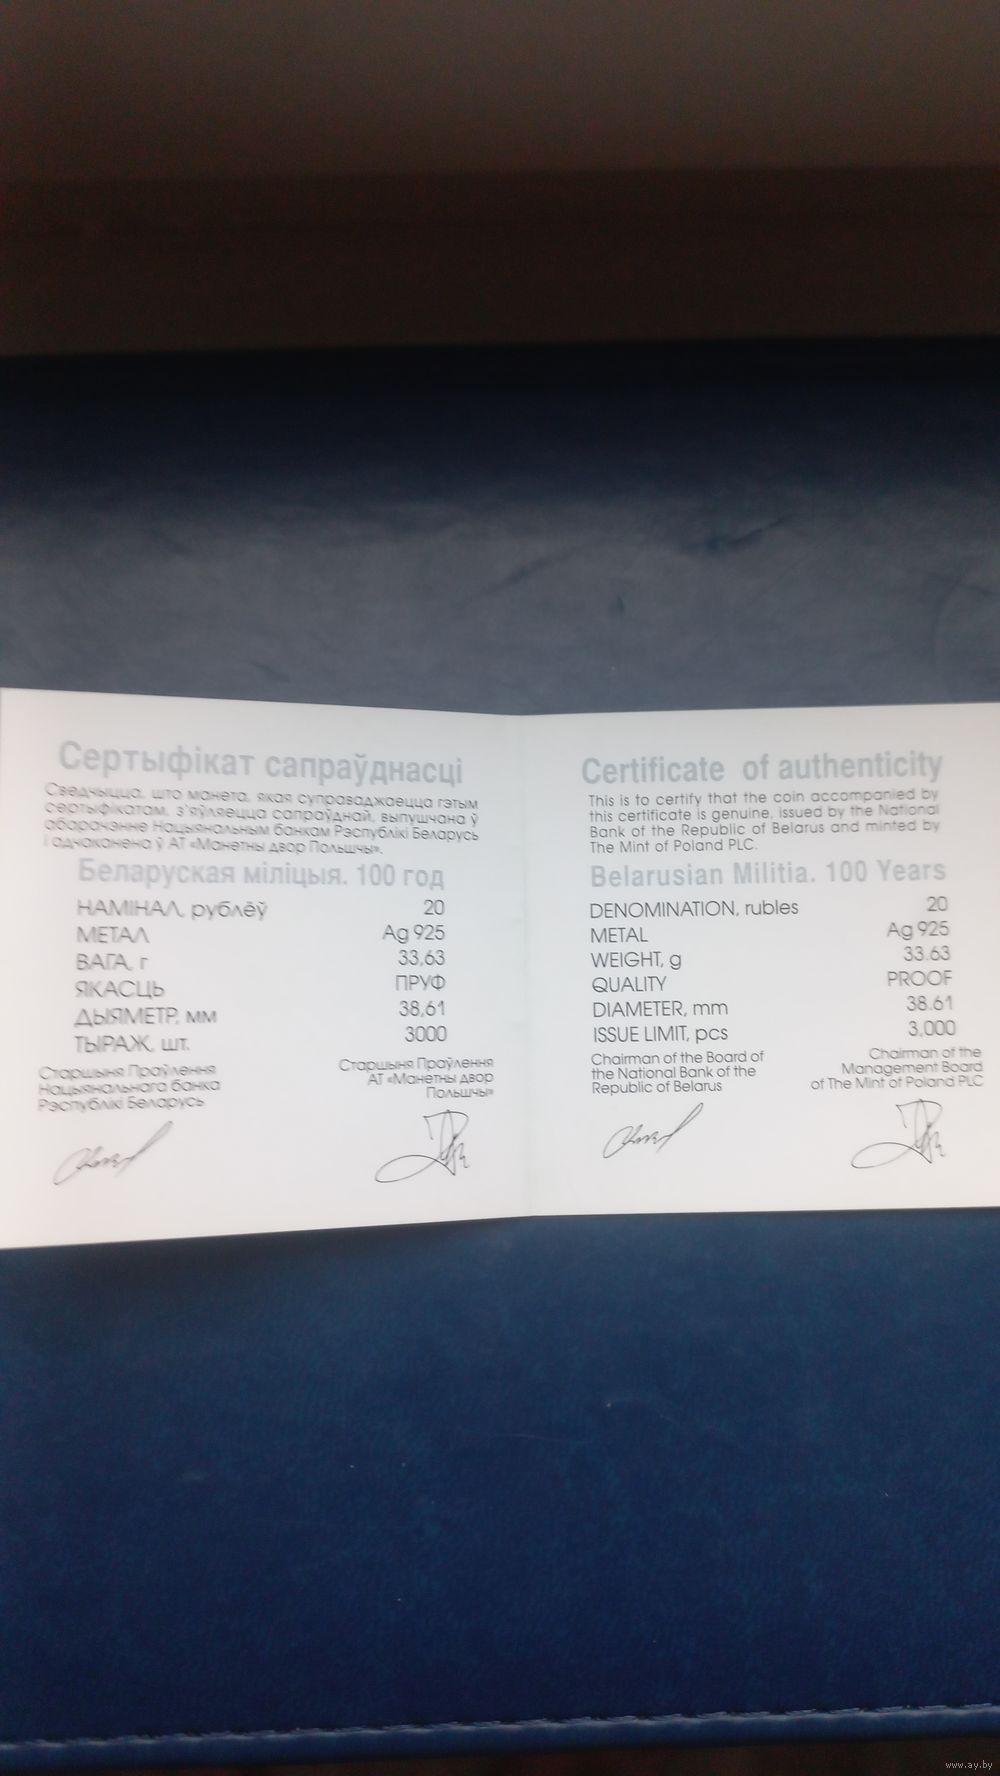 Сертыфікат сапраўднасці
Сведчыцца, што манета, якая суправаджаецца гэтым
сертыфікатам, з'яўляецца сапраўднай, выпушчана ў
абарачэнне Нацыянальным банкам Рэспублікі Беларусь
і адчаканена ў АТ «Манетны двор Польшчы».
Беларуская міліцыя. 100 год
НАМІНАЛ, рублёў 20
МЕТАЛ Ag 925
ВАГА, г 33,63
ЯКАСЦЬ ПРУФ
ДЫЯМЕТР, мм 38,61
ТЫРАЖ, шт. 3000
Старшыня Праўлення
Нацыянальнага банка
Рэспублікі Беларусь
Старшыня Праўлення
АТ «Манетны двор
Польшчы»
Certificate of authenticity
This is to certify that the coin accompanied by
this certificate is genuine, issued by the National
Bank of the Republic of Belarus and minted by
The Mint of Poland PLC.
Belarusian Militia. 100 Years
DENOMINATION, rubles 20
METAL Ag 925
WEIGHT, g 33.63
QUALITY PROOF
DIAMETER, mm 38.61
ISSUE LIMIT, pcs 3,000
Chairman of the Board of
the National Bank of the
Republic of Belarus
Chairman of the
Management Board
of The Mint of Poland PLC
www.ay.by